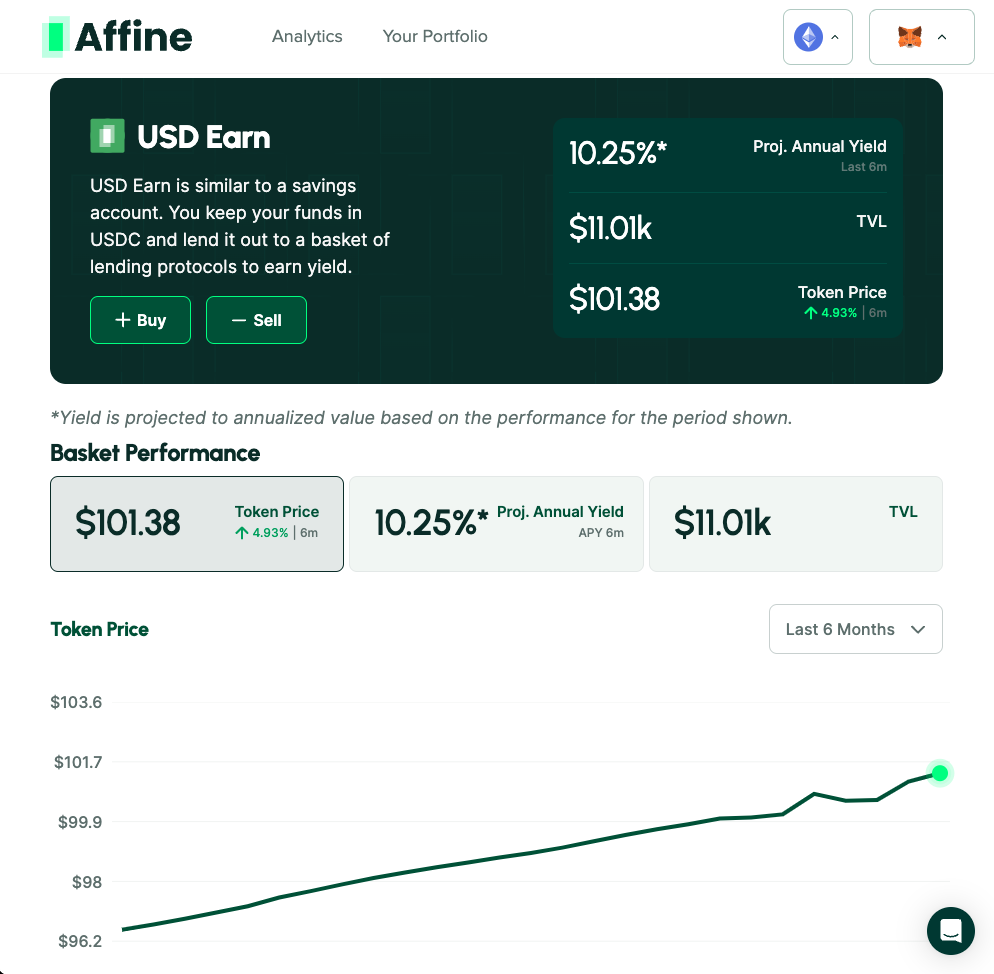 Affine
Analytics
Your Portfolio
USD Earn
USD Earn is similar to a savings
account. You keep your funds in
USDC and lend it out to a basket of
lending protocols to earn yield.
+ Buy
— Sell
10.25%*
Proj. Annual Yield
Last 6m
$11.01k
TVL
$101.38
Token Price
↑ 4.93% | 6m
*Yield is projected to annualized value based on the performance for the period shown.
Basket Performance
$101.38
Token Price
↑ 4.93% | 6m
10.25%*
Proj. Annual Yield
APY 6m
$11.01k
TVL
Token Price
Last 6 Months
$103.6
$101.7
$99.9
$98
$96.2